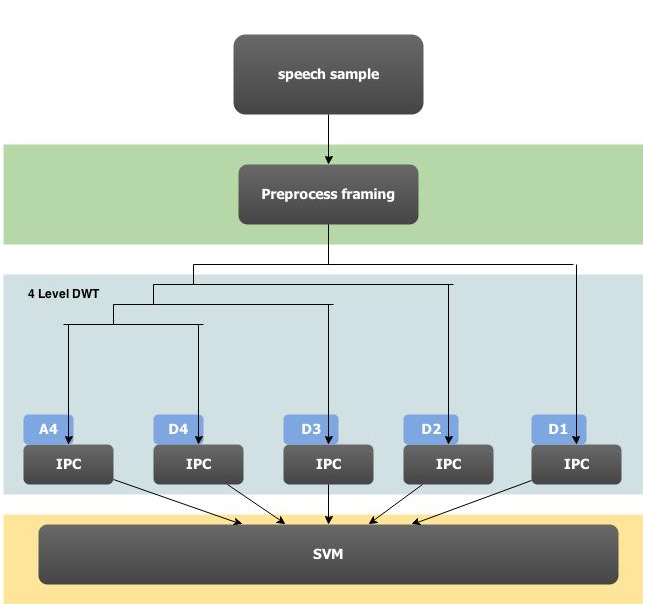 speech sample
Preprocess framing
4 Level DWT
A4
D4
D3
D2
D1
IPC
IPC
IPC
IPC
IPC
SVM